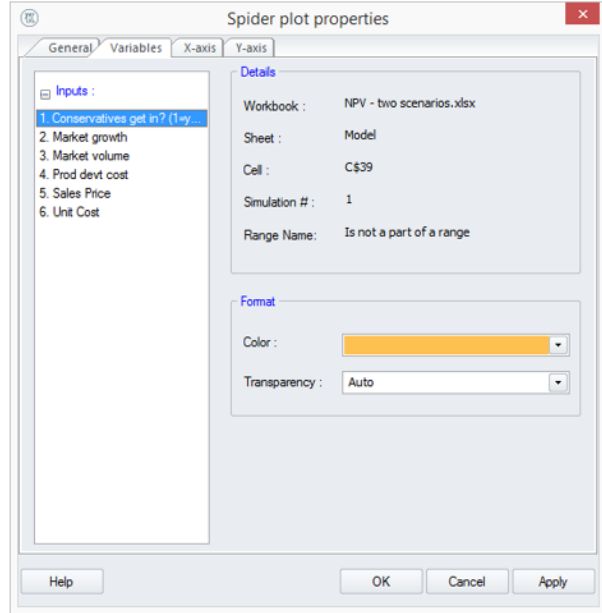 Spider plot properties
General Variables X-axis Y-axis
Inputs :
1. Conservatives get in? (1=y...
2. Market growth
3. Market volume
4. Prod devt cost
5. Sales Price
6. Unit Cost
Details
Workbook : NPV - two scenarios.xlsx
Sheet : Model
Cell : C$39
Simulation # : 1
Range Name: Is not a part of a range
Format
Color :
Transparency : Auto
Help OK Cancel Apply